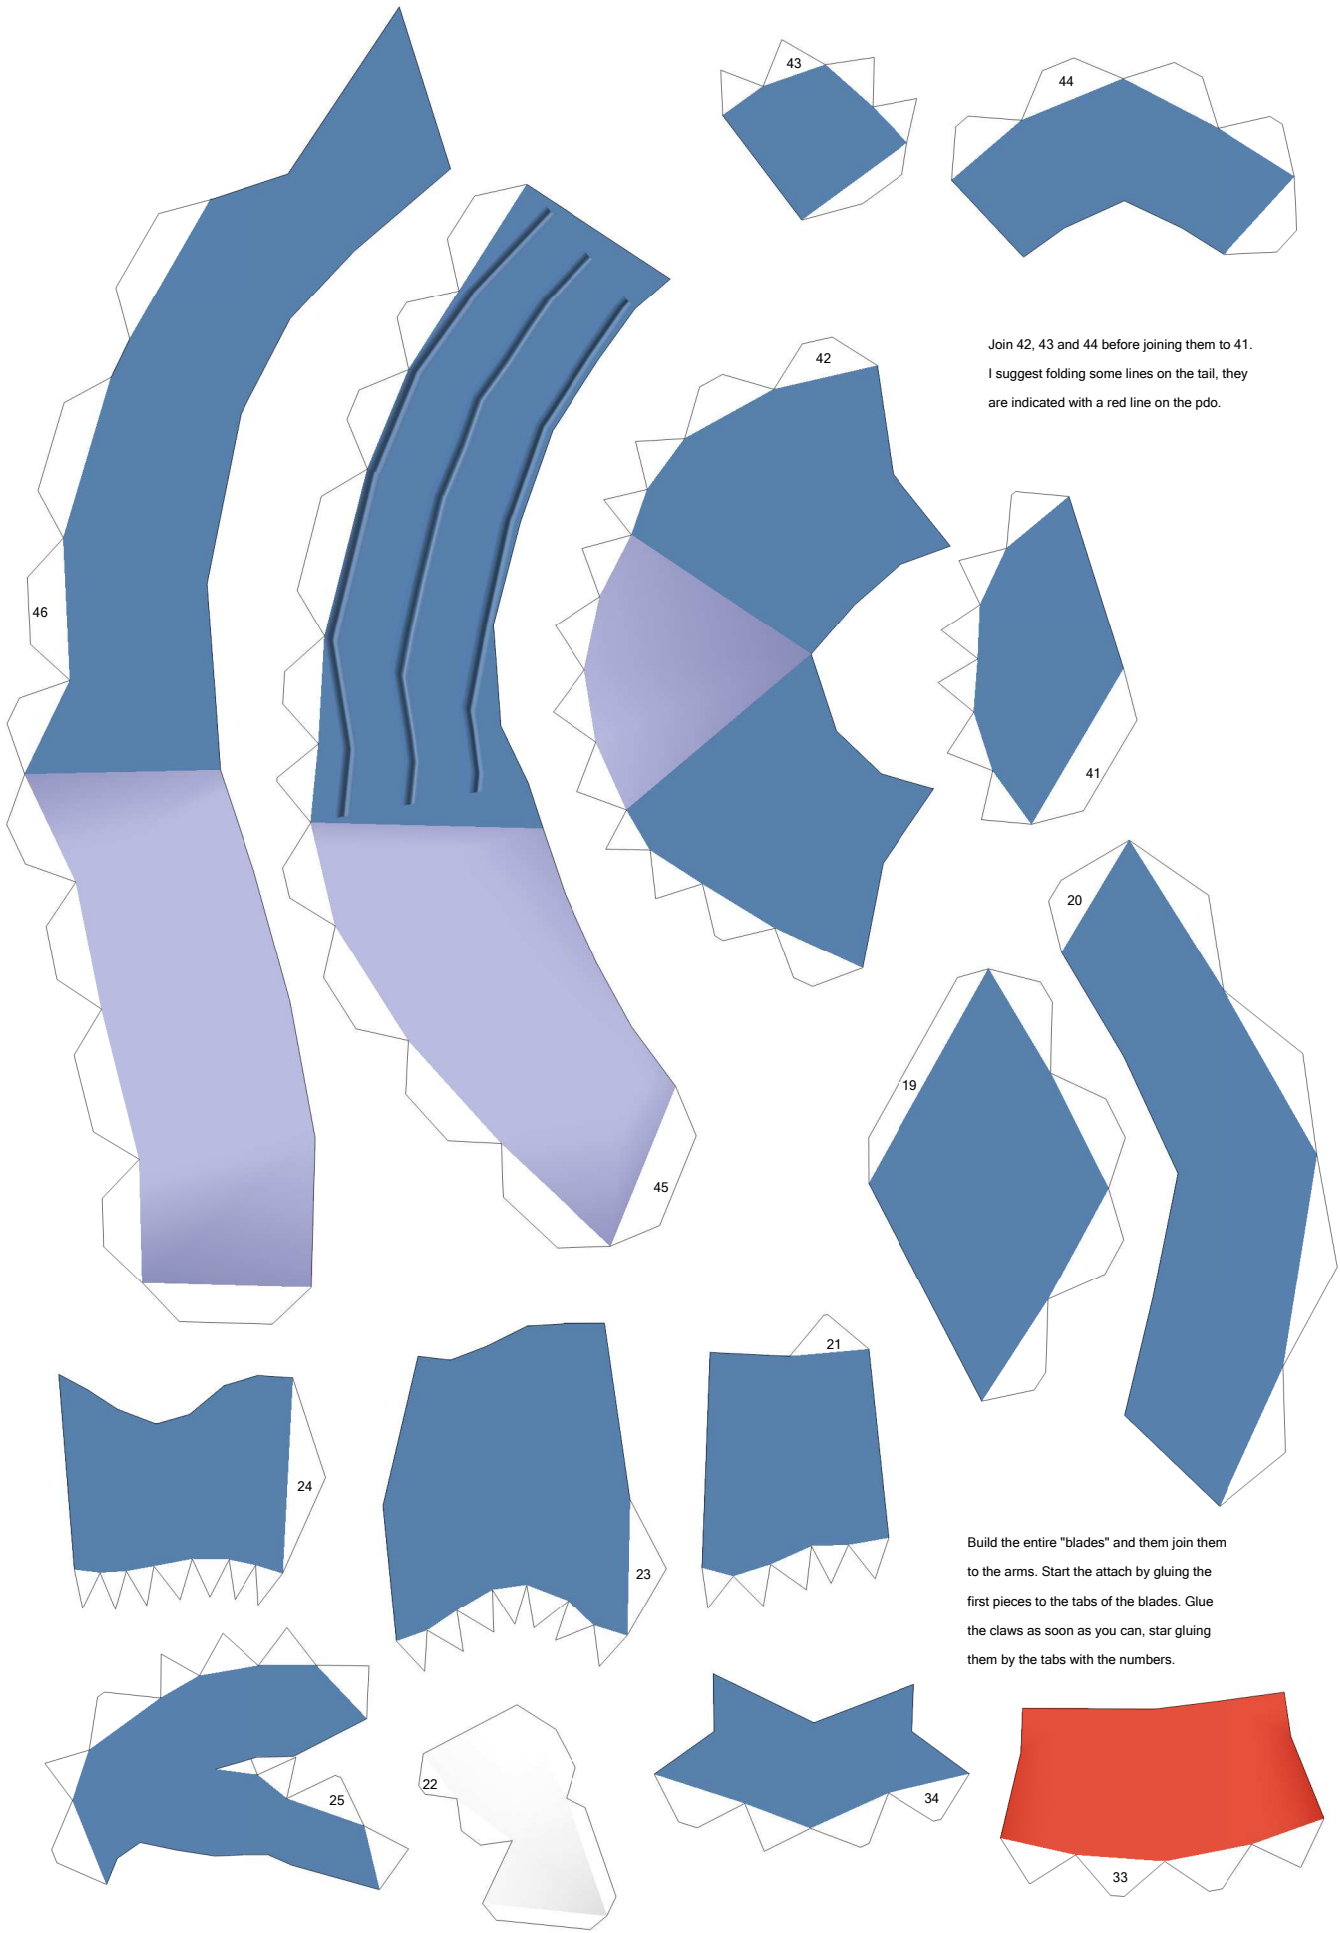 43
44
Join 42, 43 and 44 before joining them to 41.
I suggest folding some lines on the tail, they
are indicated with a red line on the pdo.
42
46
41
20
19
45
21
24
23
Build the entire "blades" and them join them
to the arms. Start the attach by gluing the
first pieces to the tabs of the blades. Glue
the claws as soon as you can, star gluing
them by the tabs with the numbers.
22
25
34
33